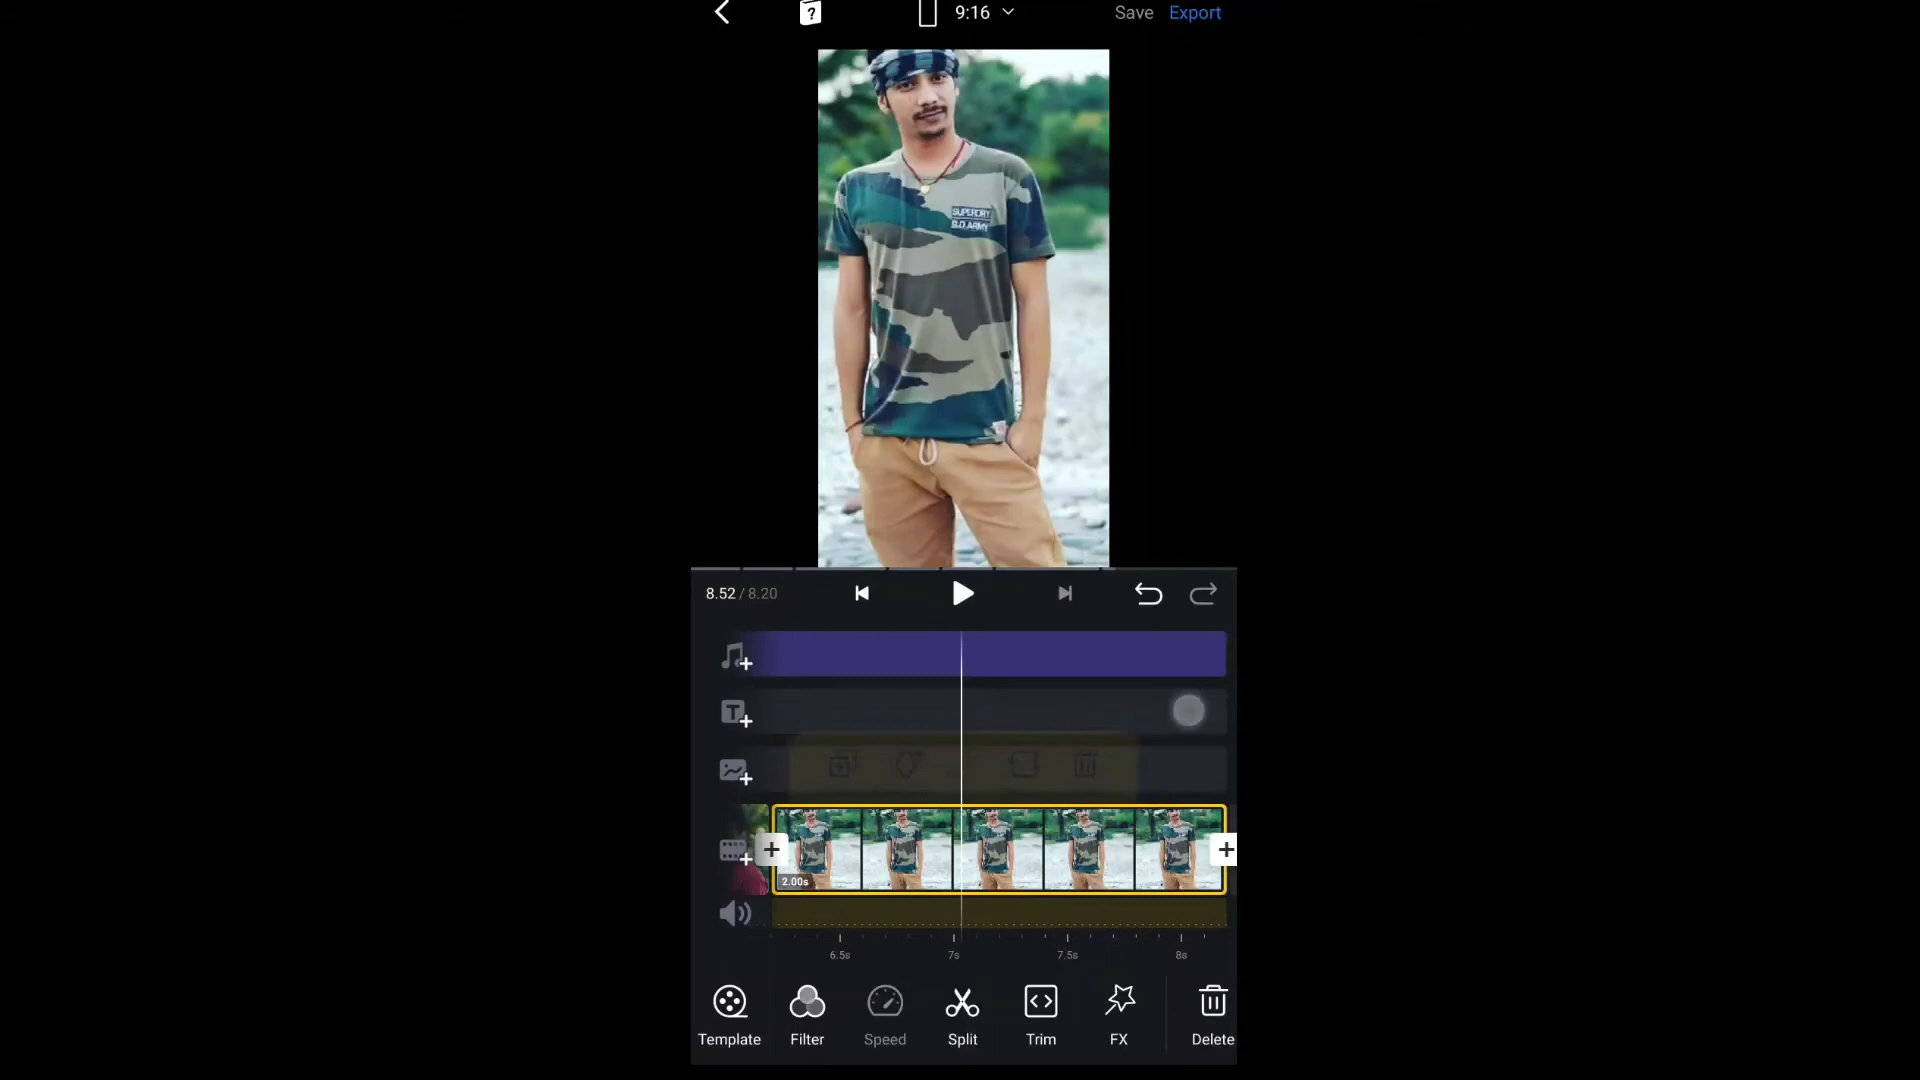 ?
9:16
Save
Export
SUPERDRY
S.D.ARMY
8.52 / 8.20
T
2.00s
6.5s
7s
7.5s
8s
Template
Filter
Speed
Split
Trim
FX
Delete